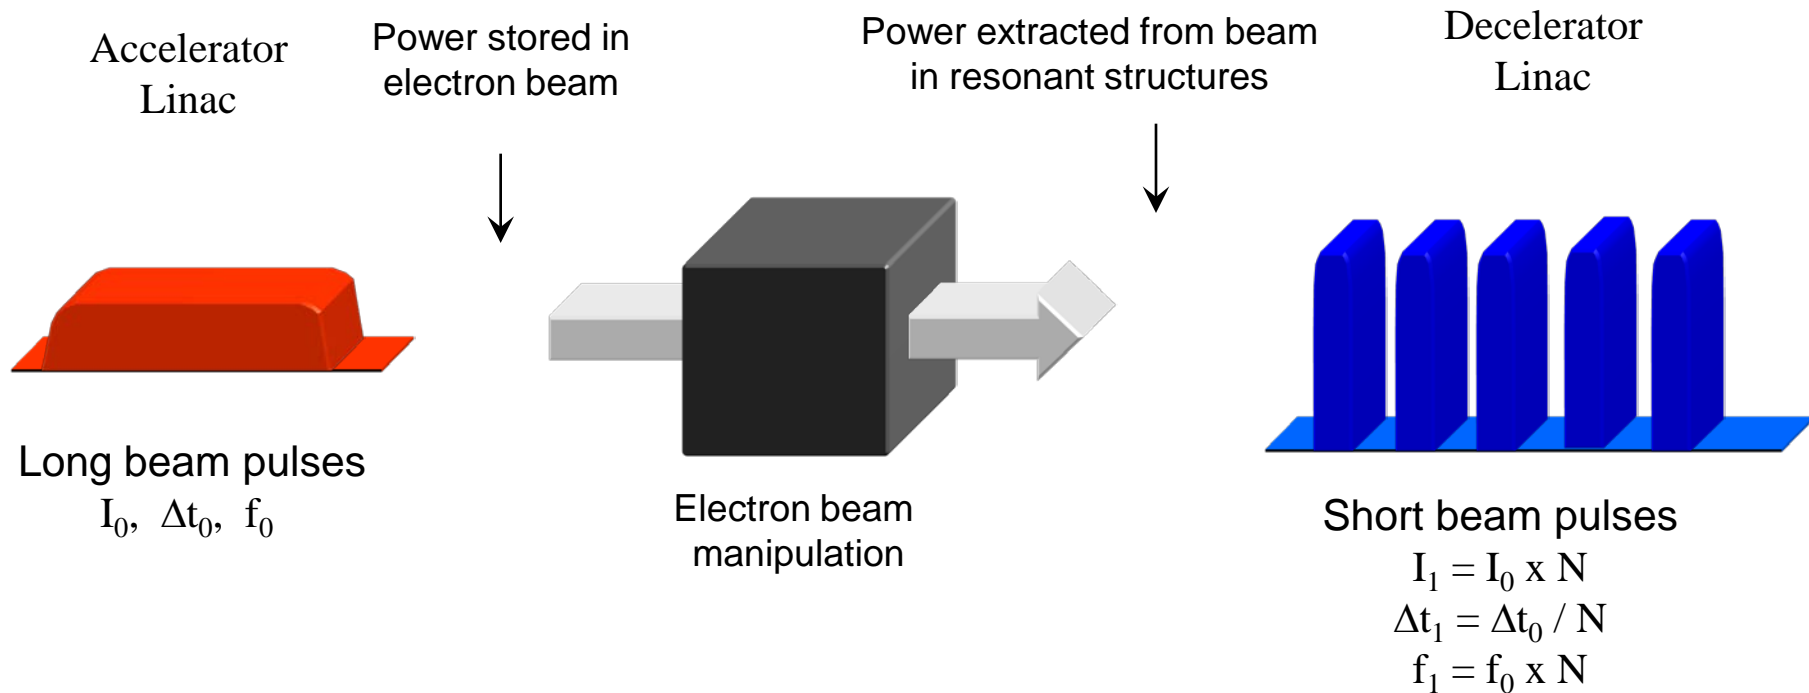 Accelerator
Linac
Power stored in
electron beam
Power extracted from beam
in resonant structures
Decelerator
Linac
Long beam pulses
I₀, Δt₀, f₀
Electron beam
manipulation
Short beam pulses
I₁ = I₀ x N
Δt₁ = Δt₀ / N
f₁ = f₀ x N